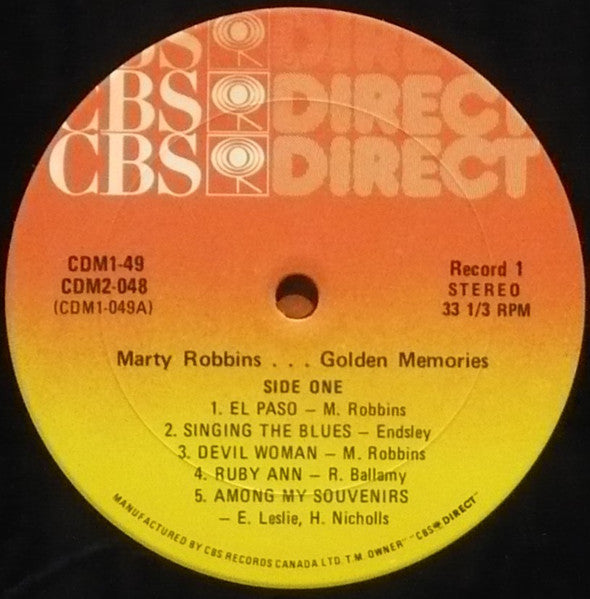 CBS DIRECT
CBS DIRECT
CBS DIRECT
CDM1-49
CDM2-048
(CDM1-049A)
Record 1
STEREO
33 1/3 RPM
Marty Robbins . . . Golden Memories
SIDE ONE
1. EL PASO – M. Robbins
2. SINGING THE BLUES – Endsley
3. DEVIL WOMAN – M. Robbins
4. RUBY ANN – R. Ballamy
5. AMONG MY SOUVENIRS
– E. Leslie, H. Nicholls
MANUFACTURED BY CBS RECORDS CANADA LTD. T.M. OWNER" "CBS DIRECT"